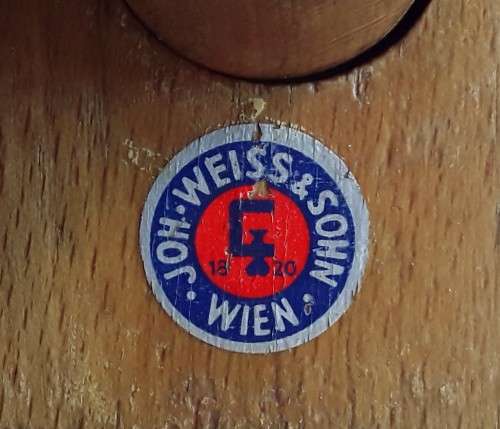 JOH·WEISS & SOHN
18 20
· WIEN ·